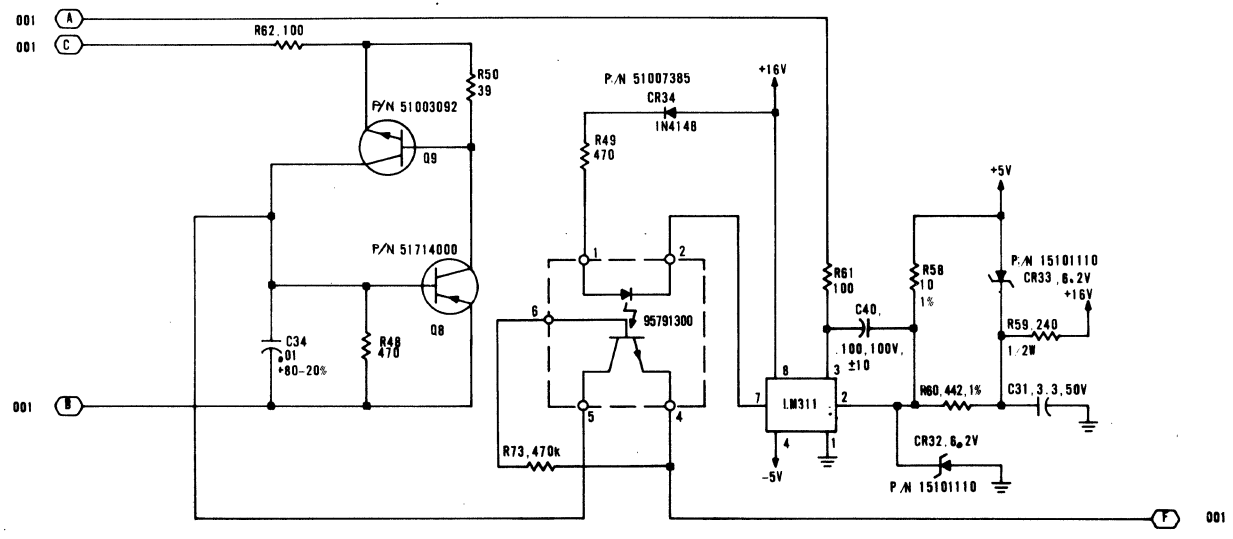 001 A
R62,100
001 C
R50
39
P/N 51003092
Q9
P/N 51007385
CR34
1N4148
+16V
R49
470
+5V
P/N 51714000
Q8
1 2
R61
100
R58
10
1%
P/N 15101110
CR33,6.2V
+16V
C40,
.100,100V,
±10
R59,240
1/2W
6
95791300
C34
.01
+80-20%
R48
470
001 B
5 4
7
8 3
LM311
2
4 1
-5V
R60,442,1%
C31,3.3,50V
CR32,6.2V
P/N 15101110
R73,470k
F 001